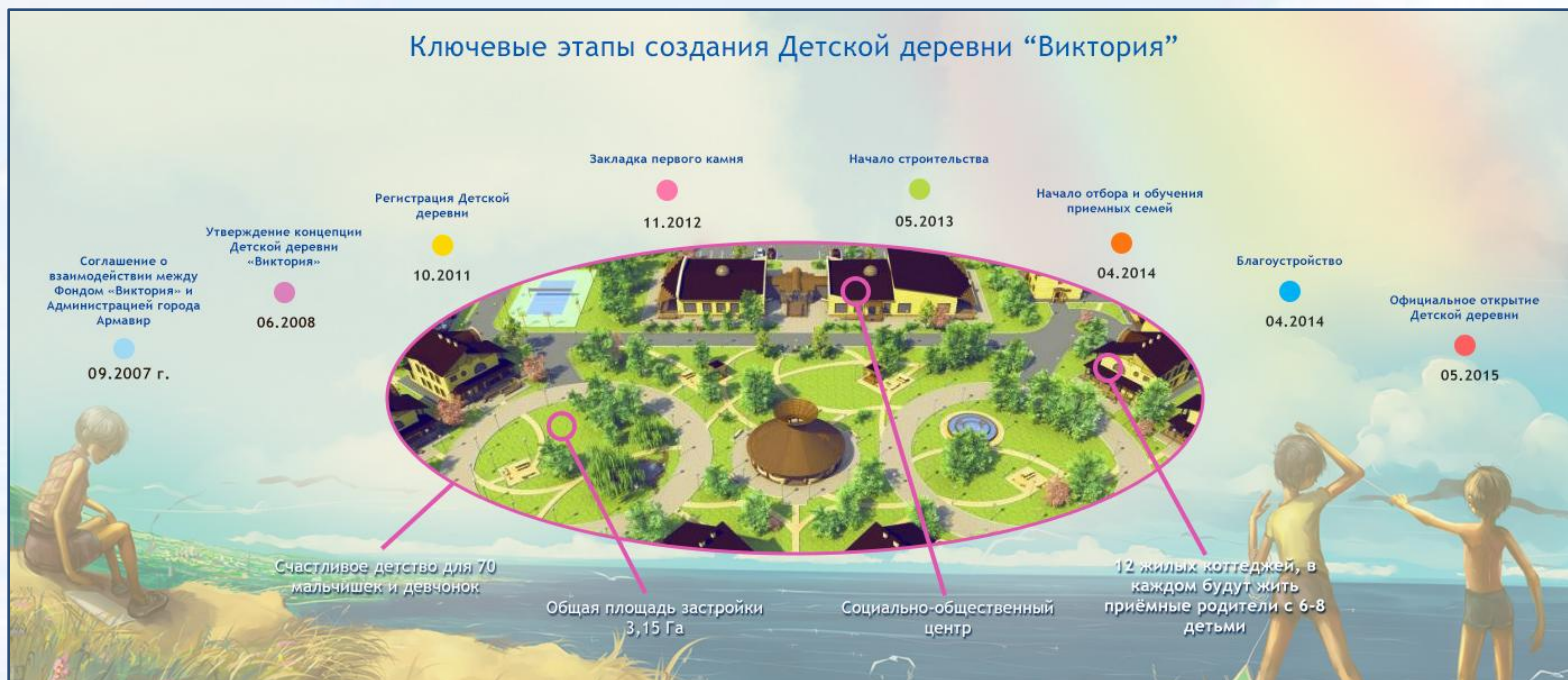 Ключевые этапы создания Детской деревни “Виктория”
Соглашение о
взаимодействии между
Фондом «Виктория» и
Администрацией города
Армавир
09.2007 г.
Утверждение концепции
Детской деревни
«Виктория»
06.2008
Регистрация Детской
деревни
10.2011
Закладка первого камня
11.2012
Начало строительства
05.2013
Начало отбора и обучения
приемных семей
04.2014
Благоустройство
04.2014
Официальное открытие
Детской деревни
05.2015
Счастливое детство для 70
мальчишек и девчонок
Общая площадь застройки
3,15 Га
Социально-общественный
центр
12 жилых коттеджей, в
каждом будут жить
приёмные родители с 6-8
детьми